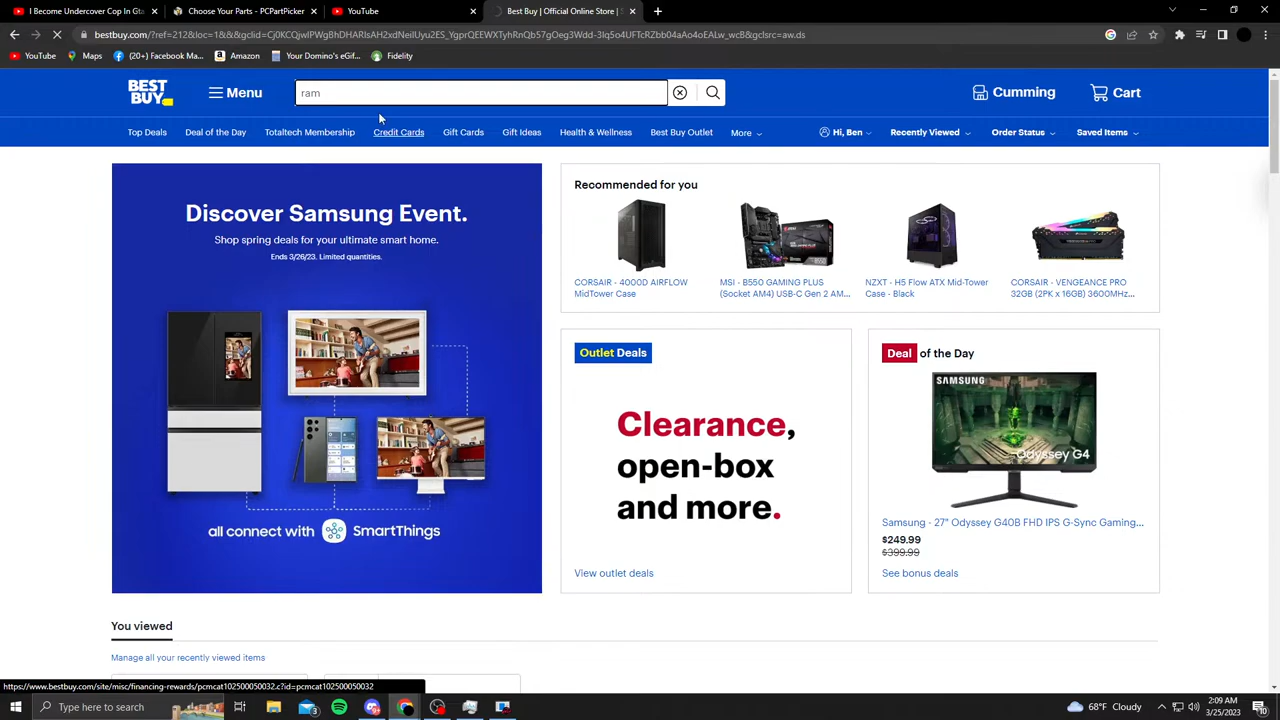 I Become Undercover Cop In Gta
Choose Your Parts - PCPartPicker
YouTube
Best Buy | Official Online Store | S
bestbuy.com/?ref=212&loc=1&&&gclid=
YouTube
Maps
(20+) Facebook Ma...
Amazon
Your Domino's eGif...
Fidelity
BEST
BUY
Menu
ram
Cumming
Cart
Top Deals
Deal of the Day
Totaltech Membership
Credit Cards
Gift Cards
Gift Ideas
Health & Wellness
Best Buy Outlet
More
Hi, Ben
Recently Viewed
Order Status
Saved Items
Discover Samsung Event.
Shop spring deals for your ultimate smart home.
Ends 3/26/23. Limited quantities.
all connect with SmartThings
Recommended for you
CORSAIR - 4000D AIRFLOW
MidTower Case
MSI - B550 GAMING PLUS
(Socket AM4) USB-C Gen 2 AM...
NZXT - H5 Flow ATX Mid-Tower
Case - Black
CORSAIR - VENGEANCE PRO
32GB (2PK x 16GB) 3600MHz...
Outlet Deals
Clearance,
open-box
and more.
View outlet deals
Deal of the Day
SAMSUNG
Odyssey G4
Samsung - 27" Odyssey G40B FHD IPS G-Sync Gaming...
$249.99
$399.99
See bonus deals
You viewed
Manage all your recently viewed items
https://www.bestbuy.com/site/misc/financing-rewards/pcmcat102500050032.c?id=pcmcat102500050032
Type here to search
3
68°F Cloudy
2:09 AM
3/25/2023
10